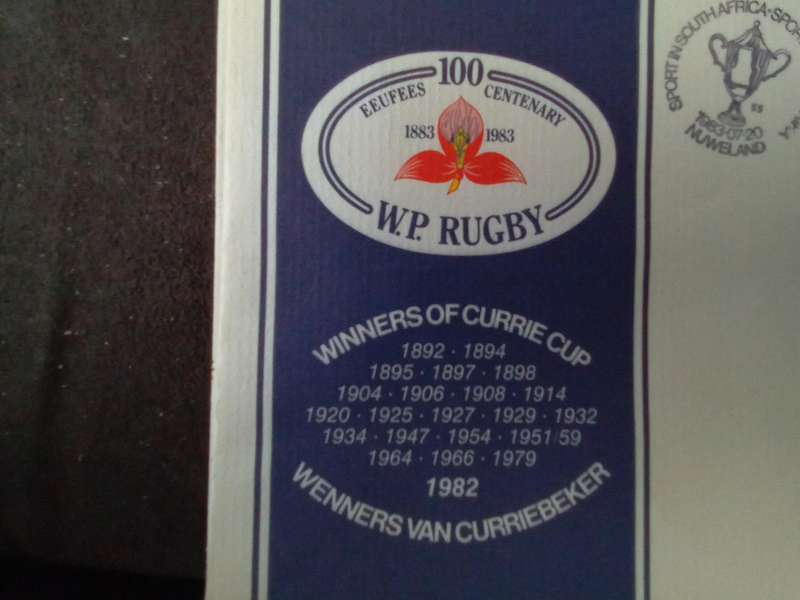 100
EEUFEES CENTENARY
1883 1983
W.P. RUGBY
WINNERS OF CURRIE CUP
1892 · 1894
1895 · 1897 · 1898
1904 · 1906 · 1908 · 1914
1920 · 1925 · 1927 · 1929 · 1932
1934 · 1947 · 1954 · 1951/59
1964 · 1966 · 1979
1982
WENNERS VAN CURRIEBEKER
SPORT IN SOUTH AFRICA · SPORT
1983·07·20
NUWELAND